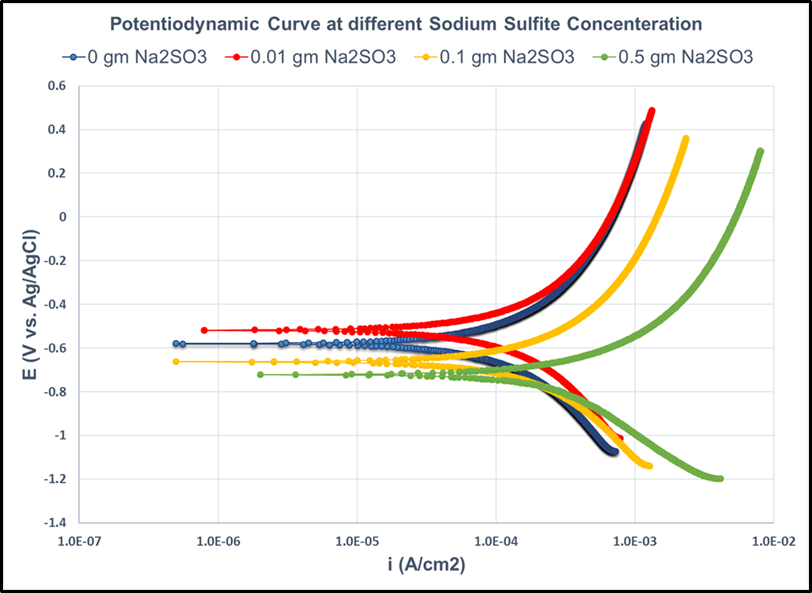 Potentiodynamic Curve at different Sodium Sulfite Concenteration
0 gm Na2SO3 0.01 gm Na2SO3 0.1 gm Na2SO3 0.5 gm Na2SO3
0.6
0.4
0.2
0
-0.2
-0.4
-0.6
-0.8
-1
-1.2
-1.4
E (V vs. Ag/AgCl)
1.0E-07 1.0E-06 1.0E-05 1.0E-04 1.0E-03 1.0E-02
i (A/cm2)